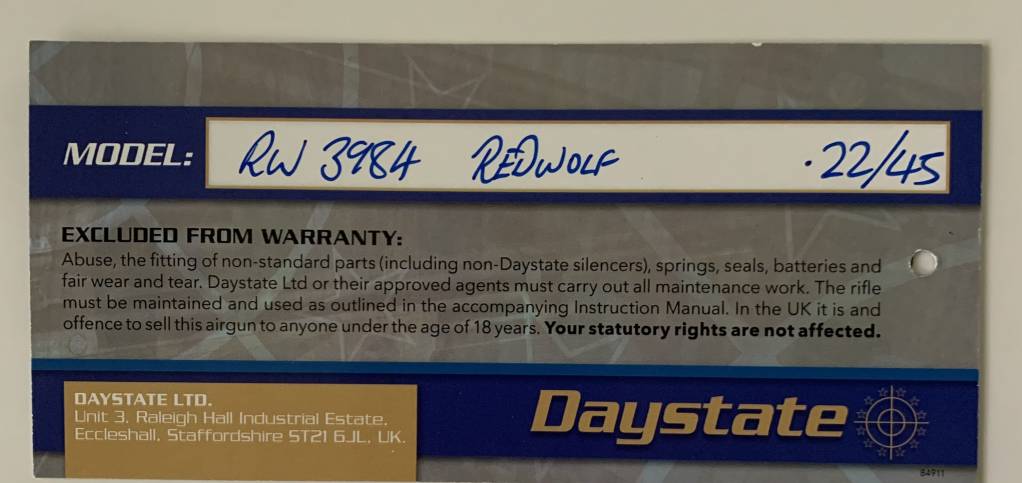 MODEL: RW 3984 REDWOLF .22/45
EXCLUDED FROM WARRANTY:
Abuse, the fitting of non-standard parts (including non-Daystate silencers), springs, seals, batteries and
fair wear and tear. Daystate Ltd or their approved agents must carry out all maintenance work. The rifle
must be maintained and used as outlined in the accompanying Instruction Manual. In the UK it is and
offence to sell this airgun to anyone under the age of 18 years. Your statutory rights are not affected.
DAYSTATE LTD.
Unit 3, Raleigh Hall Industrial Estate,
Eccleshall, Staffordshire ST21 6JL, UK.
Daystate
84911